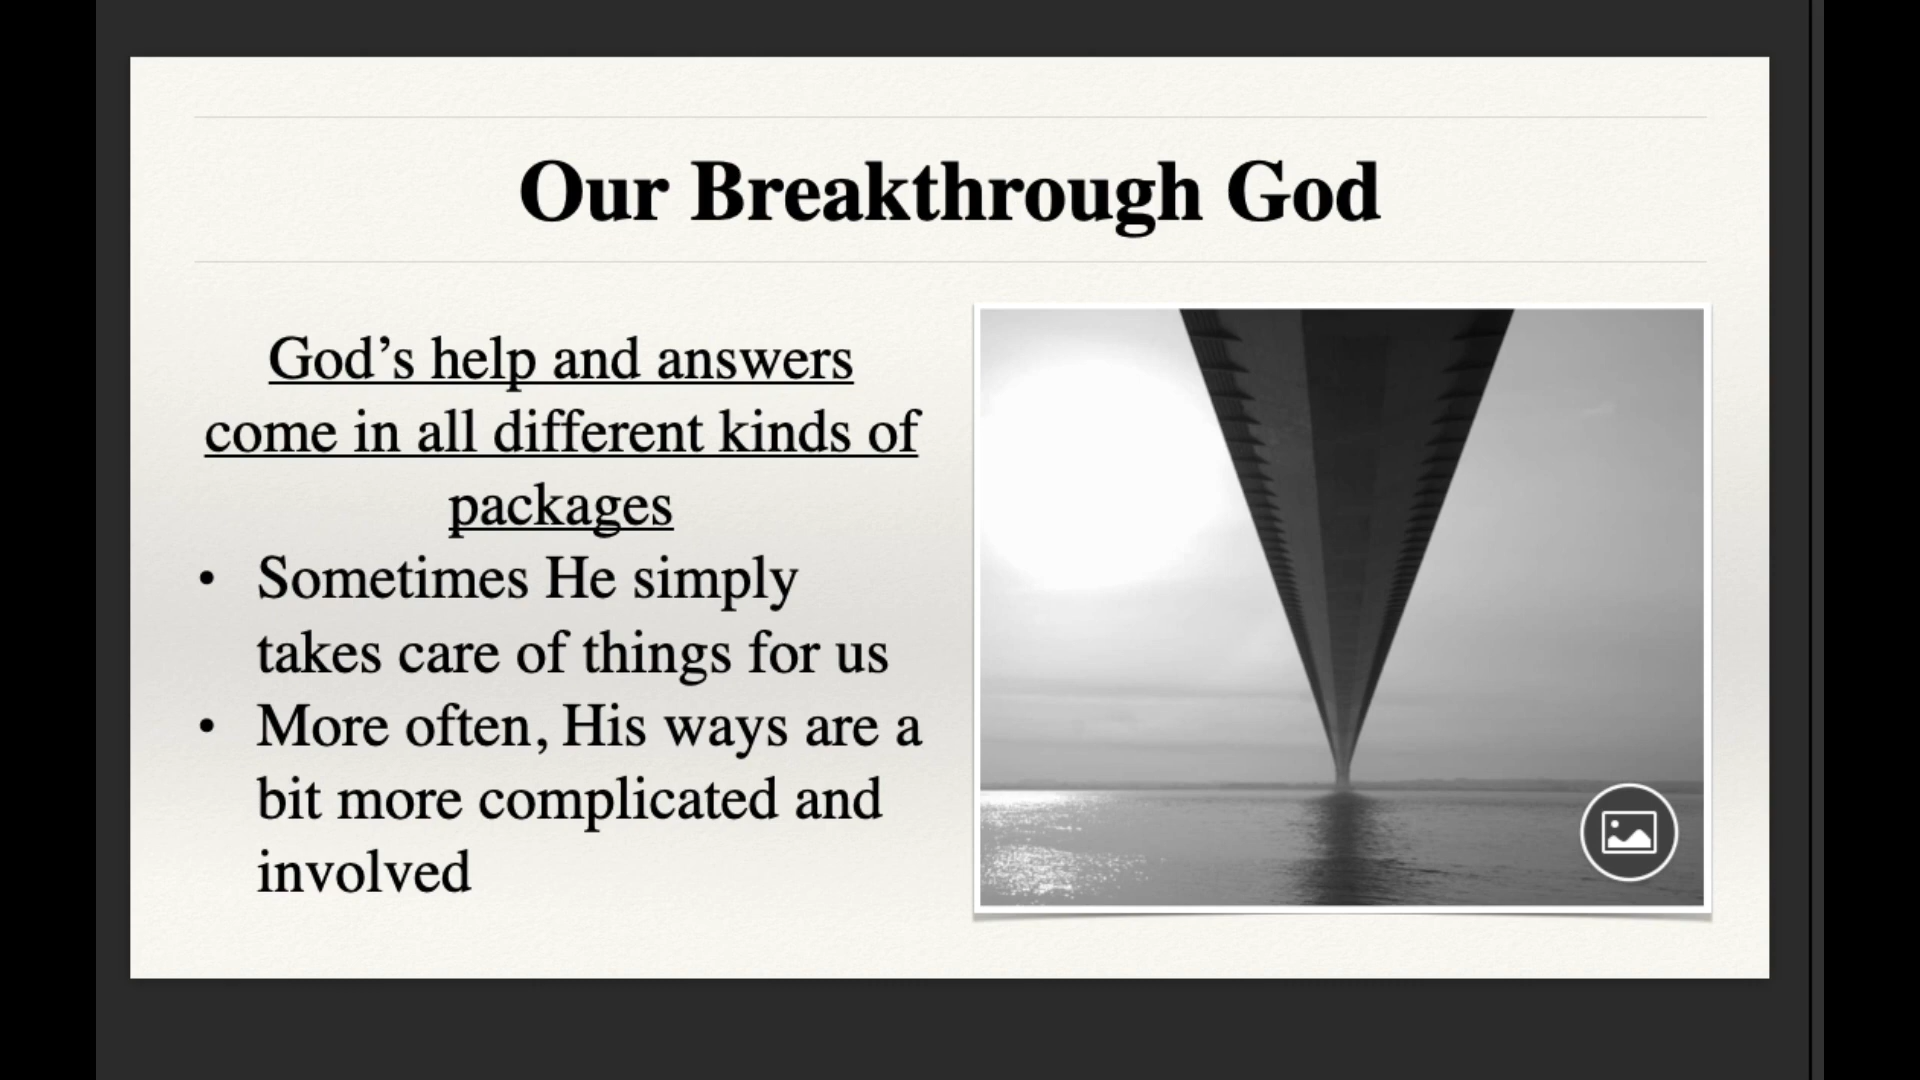 Our Breakthrough God
God’s help and answers
come in all different kinds of
packages
• Sometimes He simply
takes care of things for us
• More often, His ways are a
bit more complicated and
involved